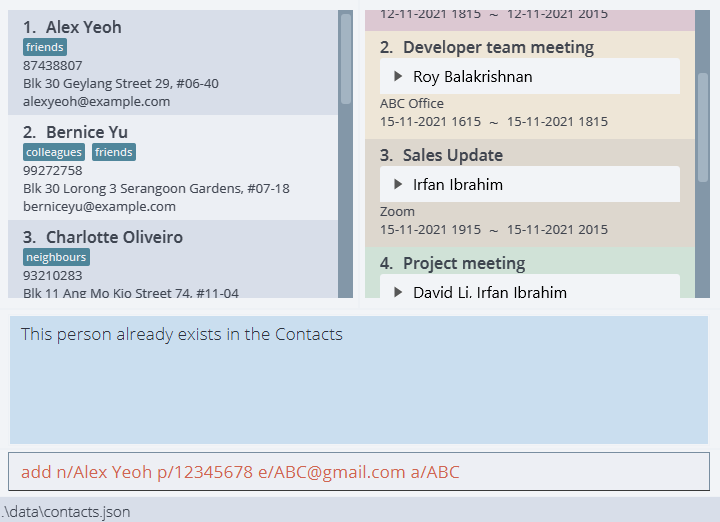 1. Alex Yeoh
friends
87438807
Blk 30 Geylang Street 29, #06-40
alexyeoh@example.com
2. Bernice Yu
colleagues friends
99272758
Blk 30 Lorong 3 Serangoon Gardens, #07-18
berniceyu@example.com
3. Charlotte Oliveiro
neighbours
93210283
Blk 11 Ang Mo Kio Street 74, #11-04
12-11-2021 1815 ~ 12-11-2021 2015
2. Developer team meeting
Roy Balakrishnan
ABC Office
15-11-2021 1615 ~ 15-11-2021 1815
3. Sales Update
Irfan Ibrahim
Zoom
15-11-2021 1915 ~ 15-11-2021 2015
4. Project meeting
David Li, Irfan Ibrahim
This person already exists in the Contacts
add n/Alex Yeoh p/12345678 e/ABC@gmail.com a/ABC
.\data\contacts.json